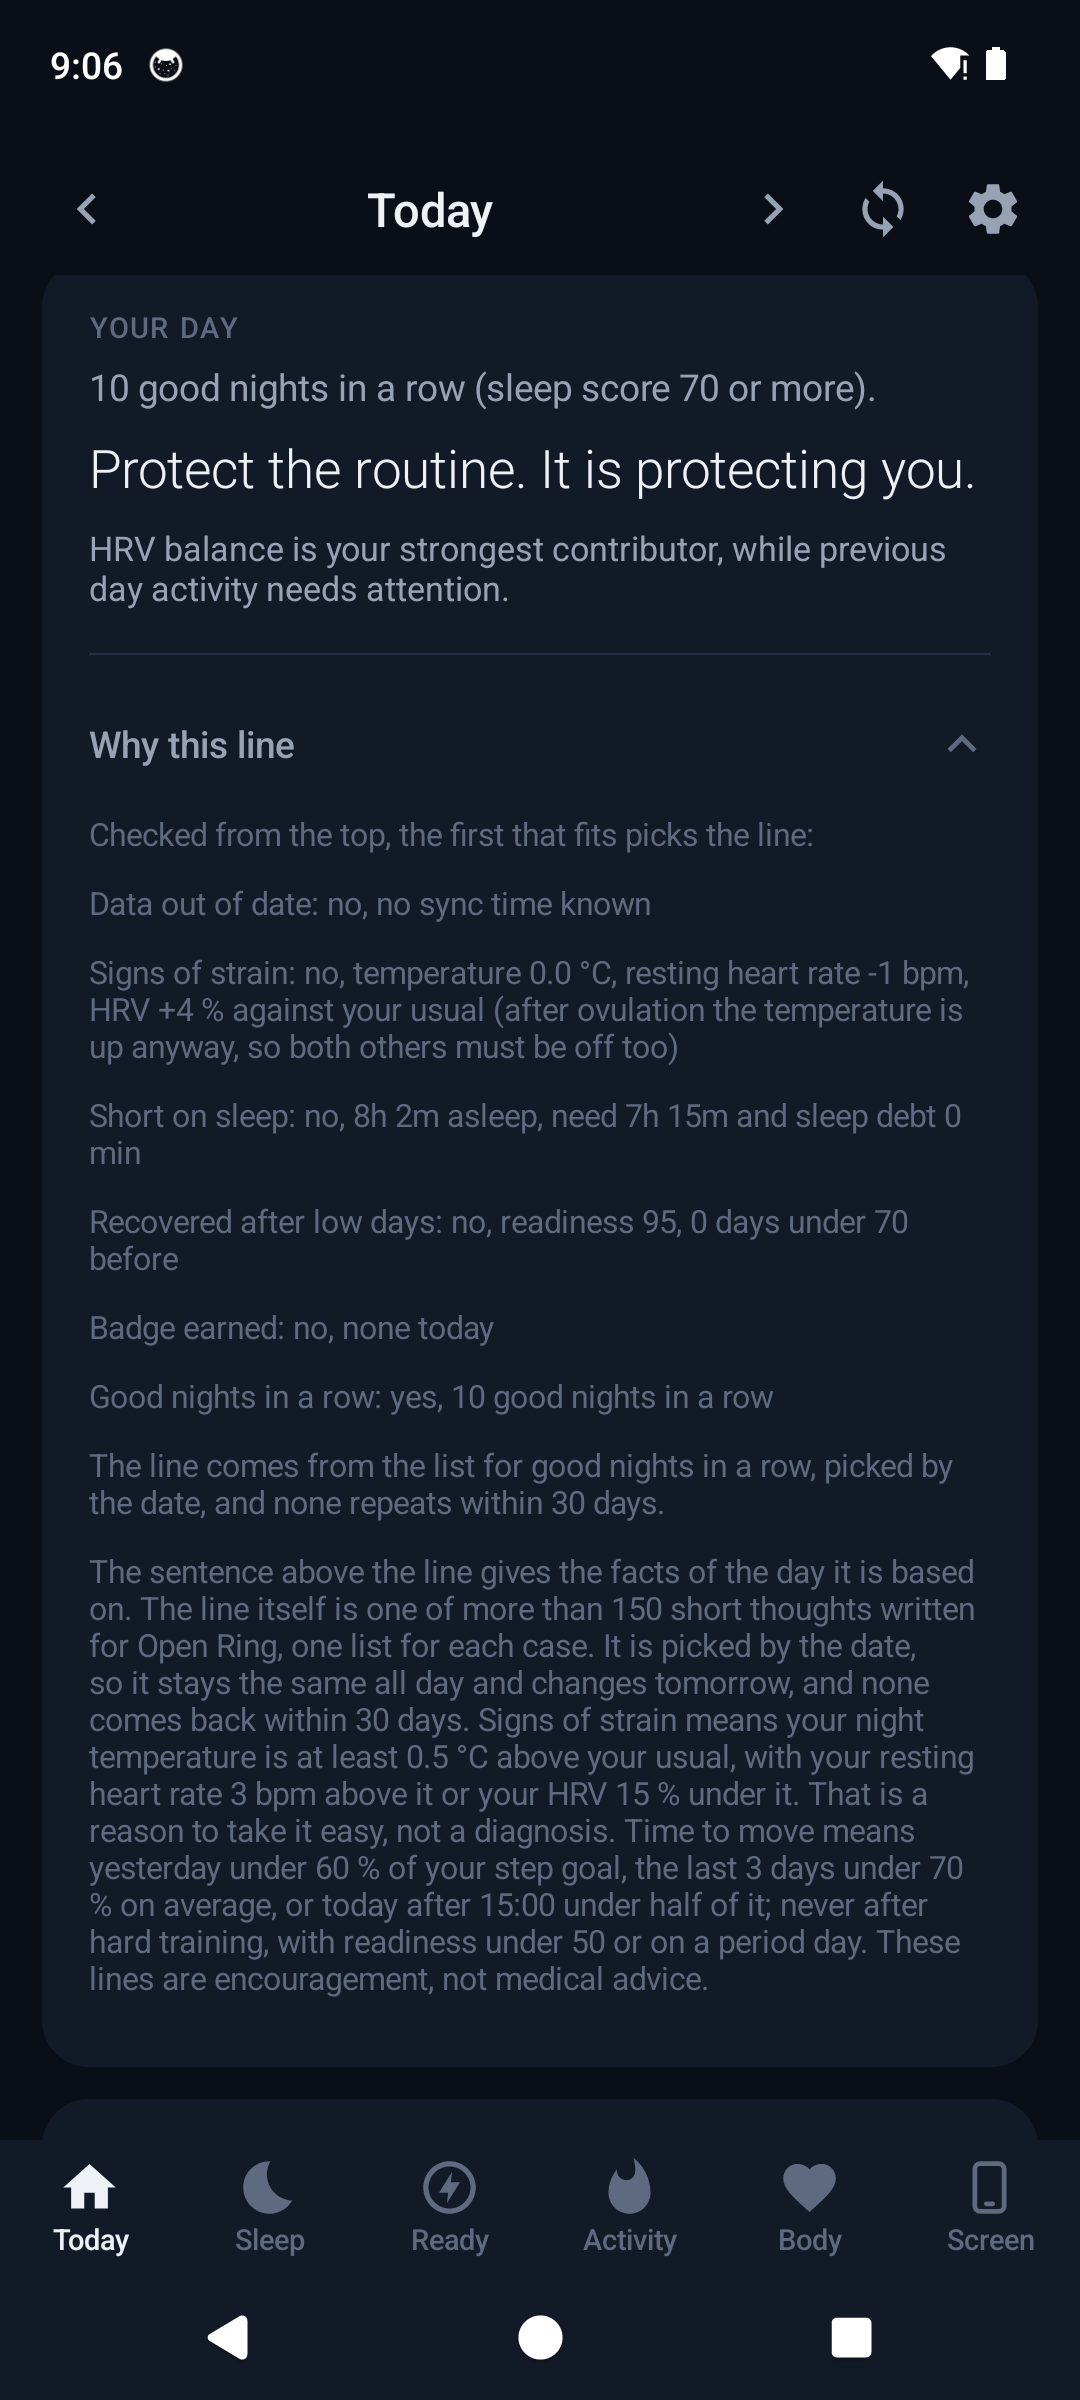 9:06
Today
YOUR DAY
10 good nights in a row (sleep score 70 or more).
Protect the routine. It is protecting you.
HRV balance is your strongest contributor, while previous
day activity needs attention.
Why this line
Checked from the top, the first that fits picks the line:
Data out of date: no, no sync time known
Signs of strain: no, temperature 0.0 °C, resting heart rate -1 bpm,
HRV +4 % against your usual (after ovulation the temperature is
up anyway, so both others must be off too)
Short on sleep: no, 8h 2m asleep, need 7h 15m and sleep debt 0
min
Recovered after low days: no, readiness 95, 0 days under 70
before
Badge earned: no, none today
Good nights in a row: yes, 10 good nights in a row
The line comes from the list for good nights in a row, picked by
the date, and none repeats within 30 days.
The sentence above the line gives the facts of the day it is based
on. The line itself is one of more than 150 short thoughts written
for Open Ring, one list for each case. It is picked by the date,
so it stays the same all day and changes tomorrow, and none
comes back within 30 days. Signs of strain means your night
temperature is at least 0.5 °C above your usual, with your resting
heart rate 3 bpm above it or your HRV 15 % under it. That is a
reason to take it easy, not a diagnosis. Time to move means
yesterday under 60 % of your step goal, the last 3 days under 70
% on average, or today after 15:00 under half of it; never after
hard training, with readiness under 50 or on a period day. These
lines are encouragement, not medical advice.
Today
Sleep
Ready
Activity
Body
Screen